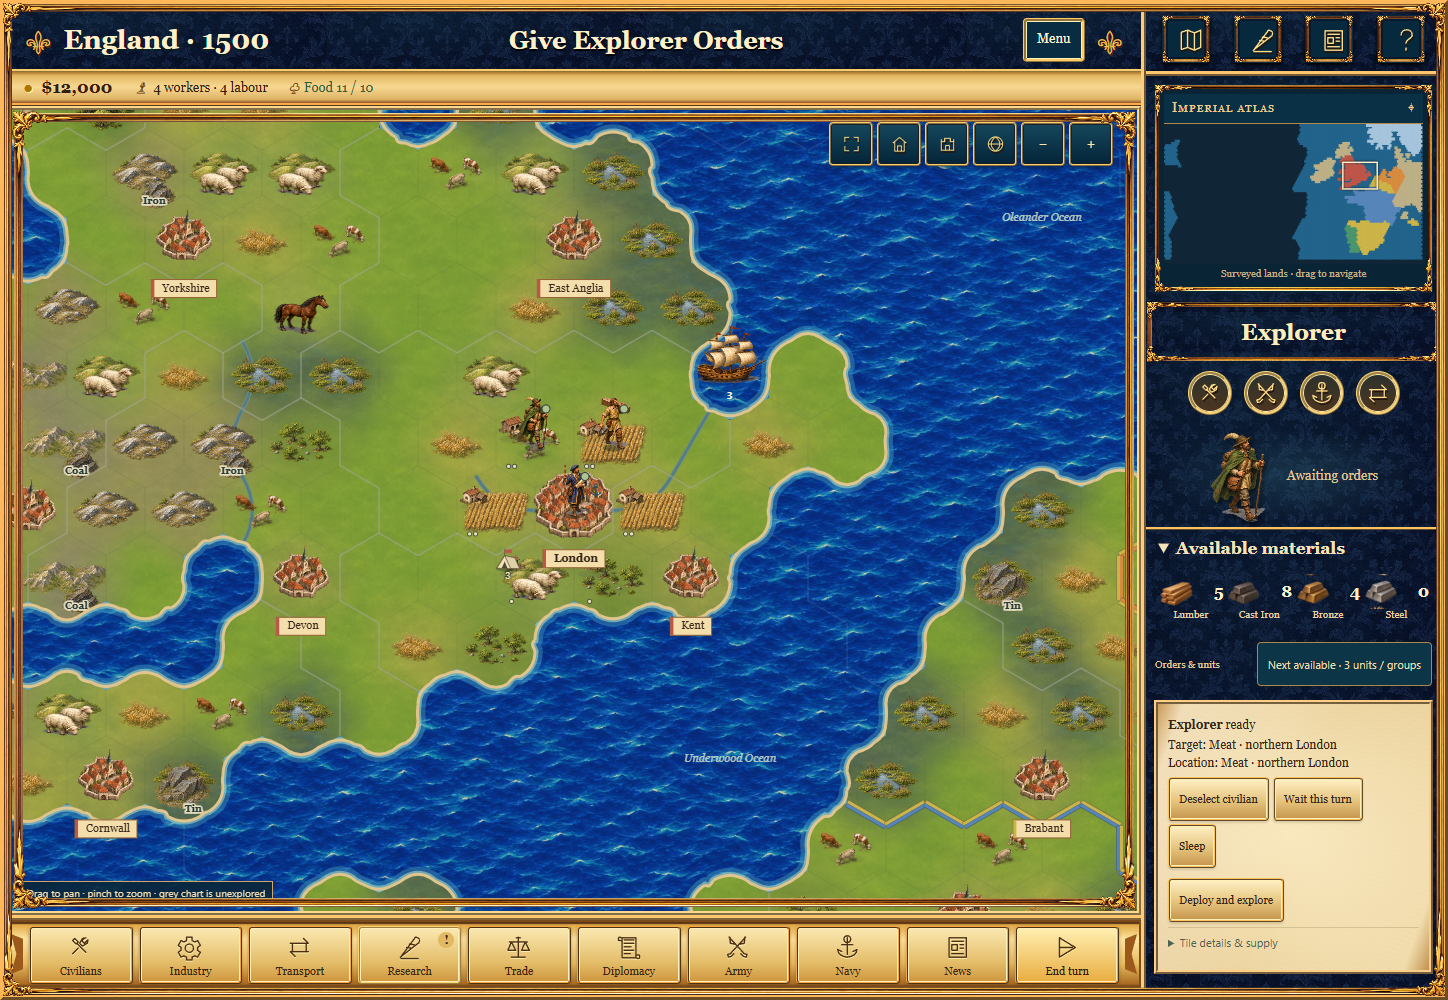 England · 1500
Give Explorer Orders
Menu
?
$12,000
4 workers · 4 labour
Food 11 / 10
IMPERIAL ATLAS
Surveyed lands · drag to navigate
−
+
Oleander Ocean
Iron
Yorkshire
East Anglia
3
Coal
Iron
London
3
Coal
Devon
Kent
Tin
Underwood Ocean
Tin
Cornwall
Brabant
Drag to pan · pinch to zoom · grey chart is unexplored
Explorer
Awaiting orders
▼ Available materials
5 8 4 0
Lumber Cast Iron Bronze Steel
Orders & units
Next available · 3 units / groups
Explorer ready
Target: Meat · northern London
Location: Meat · northern London
Deselect civilian
Wait this turn
Sleep
Deploy and explore
▶ Tile details & supply
!
Civilians
Industry
Transport
Research
Trade
Diplomacy
Army
Navy
News
End turn